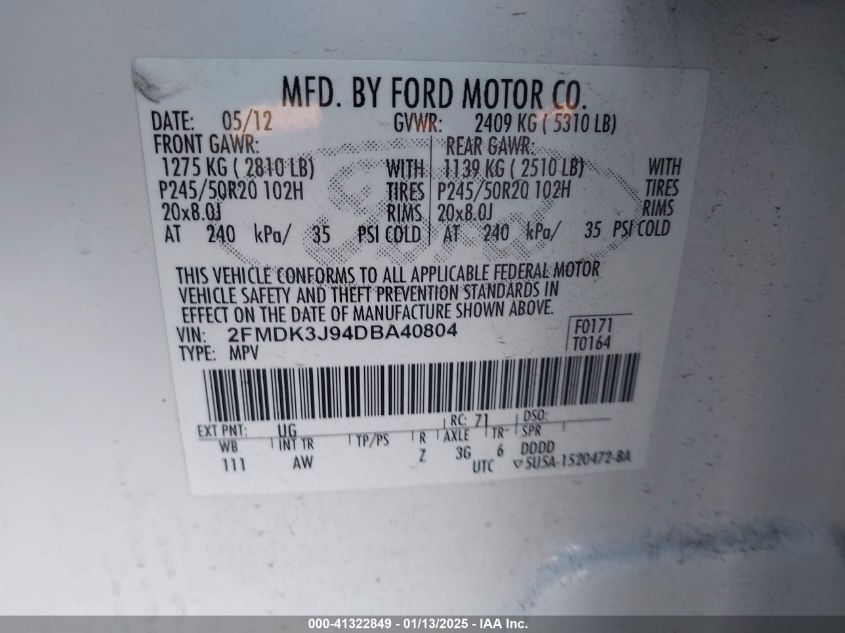 MFD. BY FORD MOTOR CO.
DATE: 05/12 GVWR: 2409 KG ( 5310 LB)
FRONT GAWR: REAR GAWR:
1275 KG ( 2810 LB) WITH 1139 KG ( 2510 LB) WITH
P245/50R20 102H TIRES P245/50R20 102H TIRES
20x8.0J RIMS 20x8.0J RIMS
AT 240 kPa/ 35 PSI COLD AT 240 kPa/ 35 PSI COLD
THIS VEHICLE CONFORMS TO ALL APPLICABLE FEDERAL MOTOR
VEHICLE SAFETY AND THEFT PREVENTION STANDARDS IN
EFFECT ON THE DATE OF MANUFACTURE SHOWN ABOVE.
VIN: 2FMDK3J94DBA40804 F0171
TYPE: MPV T0164
EXT PNT: UG RC: 71 DSO:
WB INT TR TP/PS R AXLE TR SPR
111 AW Z 3G 6 DDDD
UTC ▽5U5A-1520472-BA
000-41322849 - 01/13/2025 - IAA Inc.